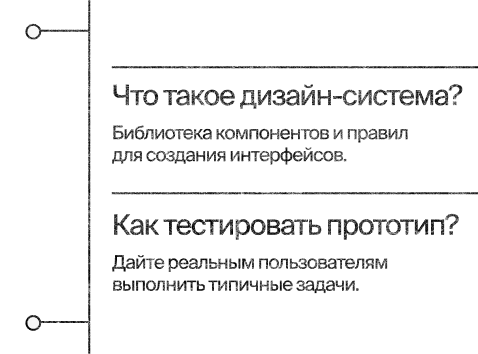 Что такое дизайн-система?
Библиотека компонентов и правил
для создания интерфейсов.
Как тестировать прототип?
Дайте реальным пользователям
выполнить типичные задачи.